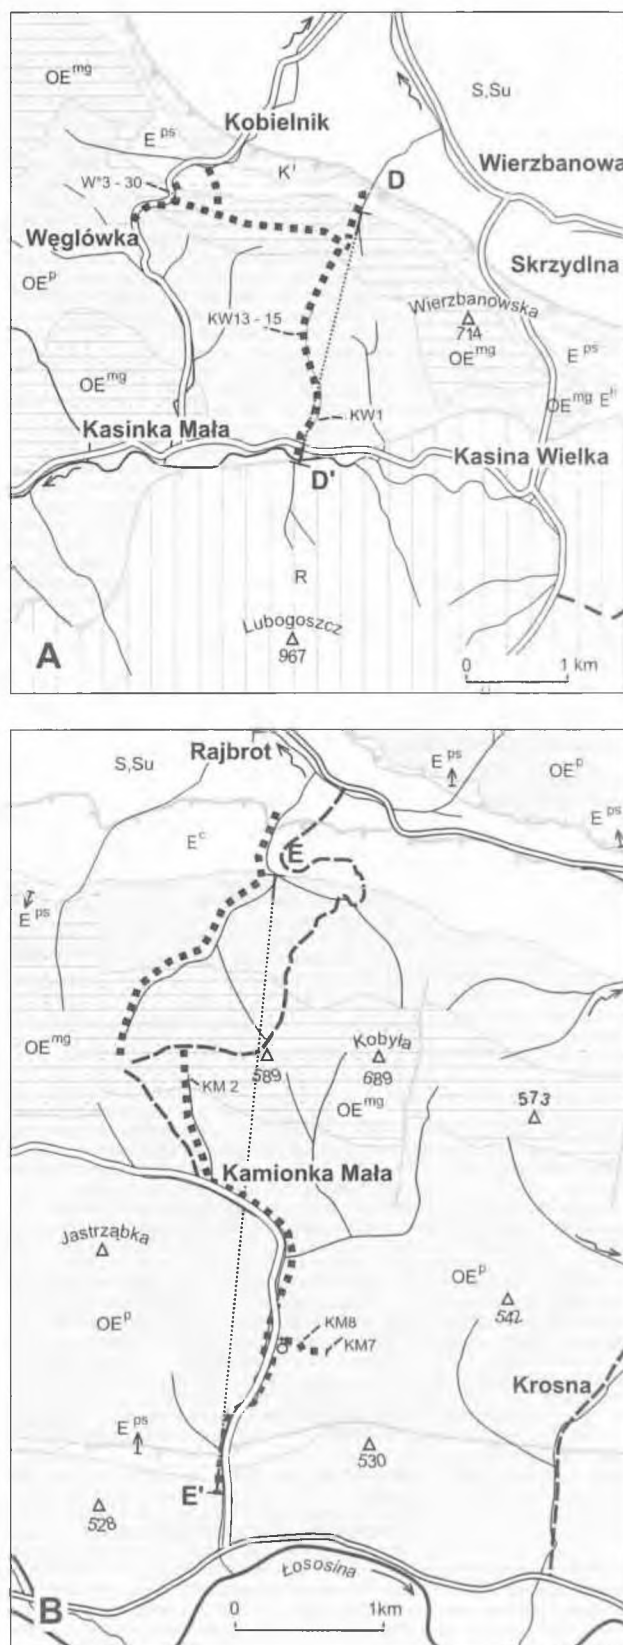 OE^mg
S,Su
E^ps
Kobielnik
Wierzbanowa
W*3 - 30
K^l
D
Węglówka
Skrzydlna
OE^p
Wierzbanowska
714
KW13 - 15
OE^mg
E^ps
OE^mg
OE^mg E^h
KW1
Kasinka Mała
Kasina Wielka
D'
R
Lubogoszcz
967
A
0 1 km
S,Su
Rajbrot
E^ps
OE^p
E^ps
E^c
E
E^ps
OE^mg
Kobyła
589
689
KM 2
OE^mg
573
Kamionka Mała
Jastrząbka
OE^p
OE^p
542
KM8
KM7
Krosna
E^ps
530
E'
528
Łososina
B
0 1km